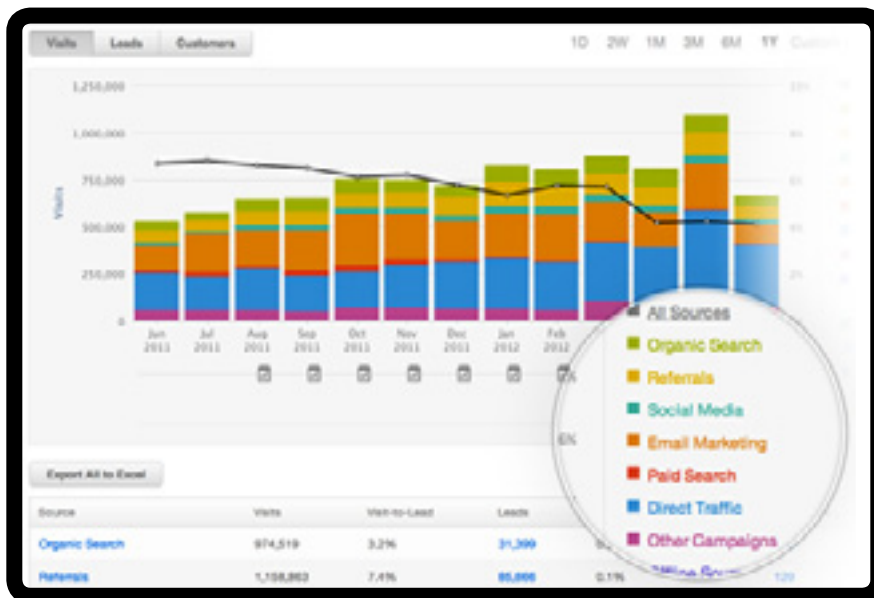 Visits Leads Customers
1D 2W 1M 3M 6M 1Y Custom
1,250,000
1,000,000
750,000
500,000
250,000
0
Visits
Jun Jul Aug Sep Oct Nov Dec Jan Feb
2011 2011 2011 2011 2011 2011 2011 2012 2012
All Sources
Organic Search
Referrals
Social Media
Email Marketing
6%
Paid Search
Direct Traffic
Other Campaigns
Export All to Excel
Source Visits Visit-to-Lead Leads
Organic Search 974,519 3.2% 31,399
Referrals 1,158,863 7.4% 0.1%